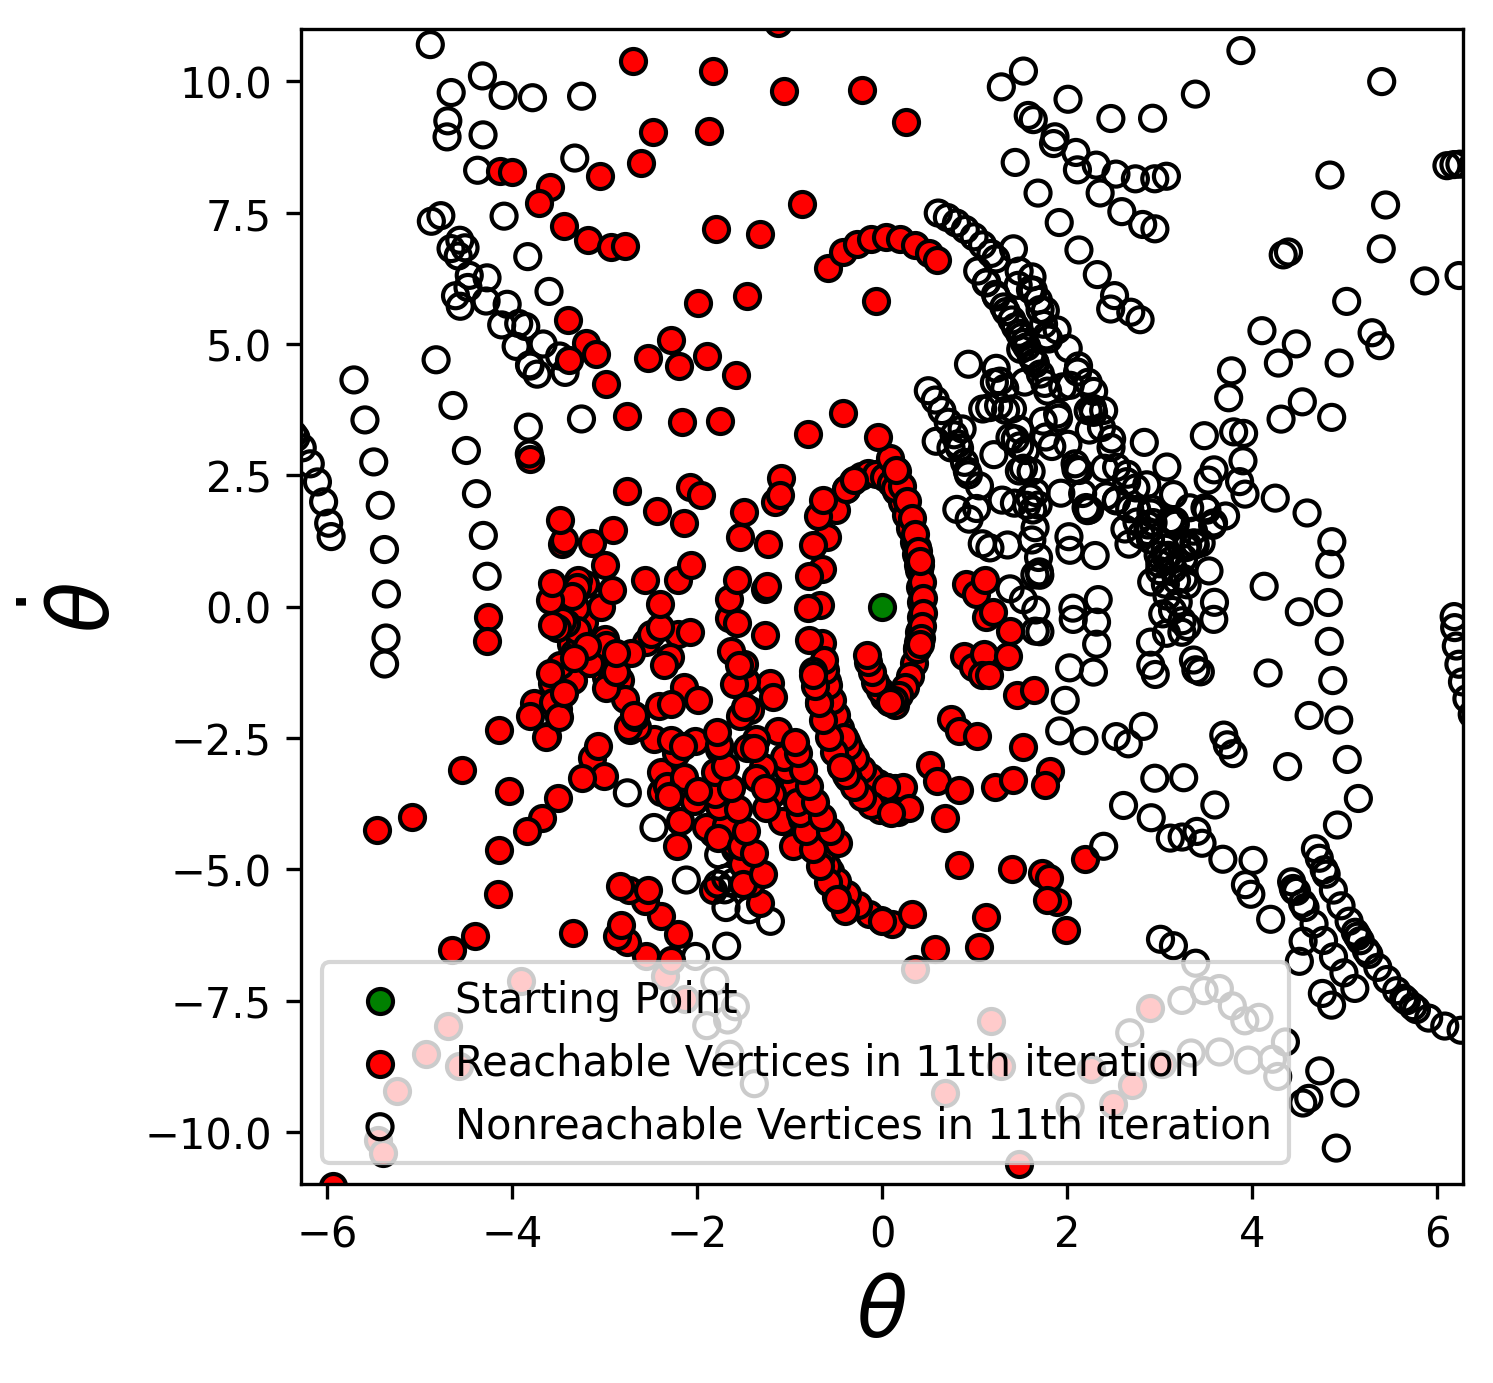 10.0
7.5
5.0
2.5
0.0
−2.5
−5.0
−7.5
−10.0
θ̇
Starting Point
Reachable Vertices in 11th iteration
Nonreachable Vertices in 11th iteration
−6 −4 −2 0 2 4 6
θ